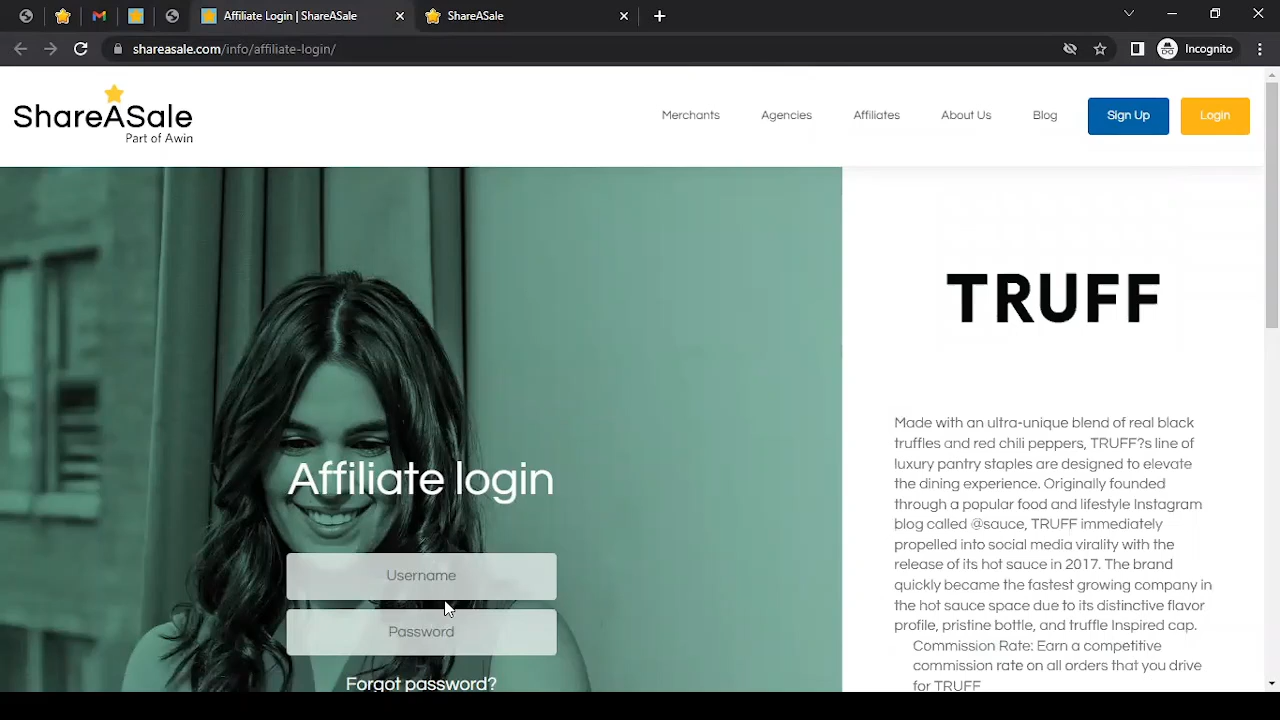 Affiliate Login | ShareASale
ShareASale
shareasale.com/info/affiliate-login/
Incognito
ShareASale
Part of Awin
Merchants
Agencies
Affiliates
About Us
Blog
Sign Up
Login
Affiliate login
Username
Password
Forgot password?
TRUFF
Made with an ultra-unique blend of real black
truffles and red chili peppers, TRUFF?s line of
luxury pantry staples are designed to elevate
the dining experience. Originally founded
through a popular food and lifestyle Instagram
blog called @sauce, TRUFF immediately
propelled into social media virality with the
release of its hot sauce in 2017. The brand
quickly became the fastest growing company in
the hot sauce space due to its distinctive flavor
profile, pristine bottle, and truffle Inspired cap.
Commission Rate: Earn a competitive
commission rate on all orders that you drive
for TRUFF